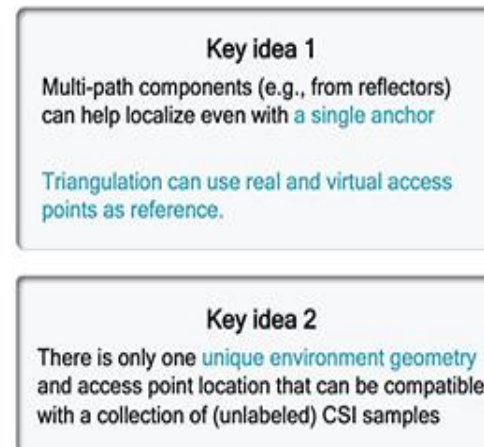 Key idea 1
Multi-path components (e.g., from reflectors)
can help localize even with a single anchor
Triangulation can use real and virtual access
points as reference.
Key idea 2
There is only one unique environment geometry
and access point location that can be compatible
with a collection of (unlabeled) CSI samples